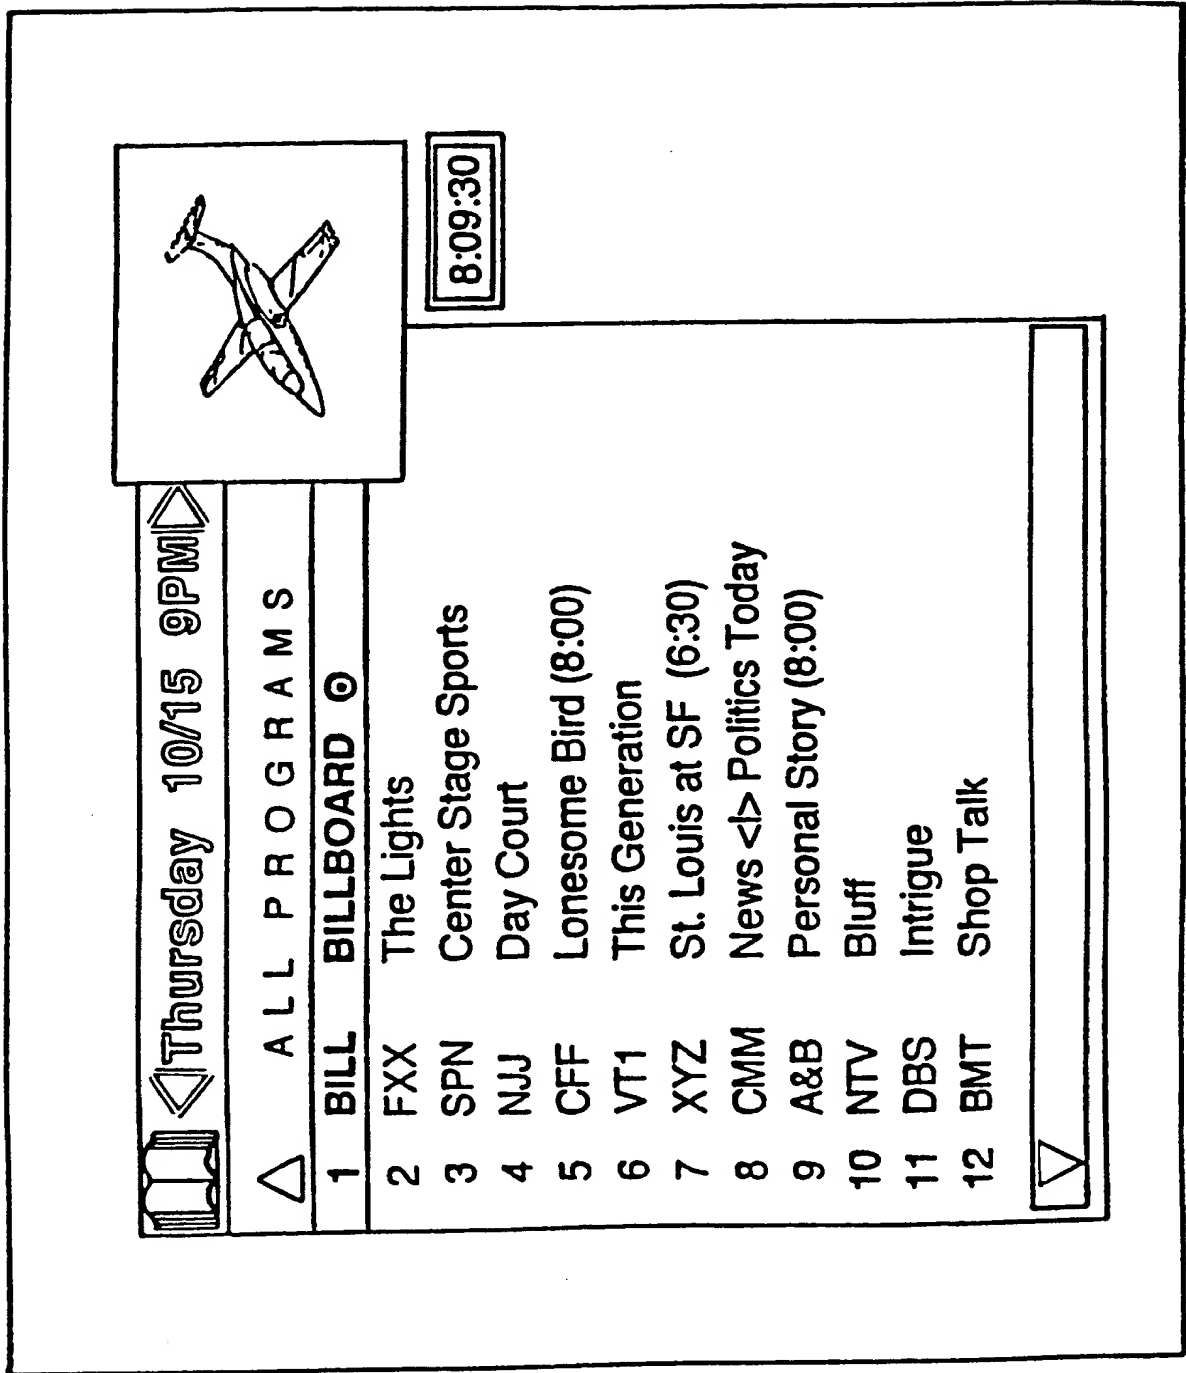 Thursday 10/15 9PM
ALL PROGRAMS
8:09:30
1 BILL BILLBOARD
2 FXX The Lights
3 SPN Center Stage Sports
4 NJJ Day Court
5 CFF Lonesome Bird (8:00)
6 VT1 This Generation
7 XYZ St. Louis at SF (6:30)
8 CMM News <I> Politics Today
9 A&B Personal Story (8:00)
10 NTV Bluff
11 DBS Intrigue
12 BMT Shop Talk